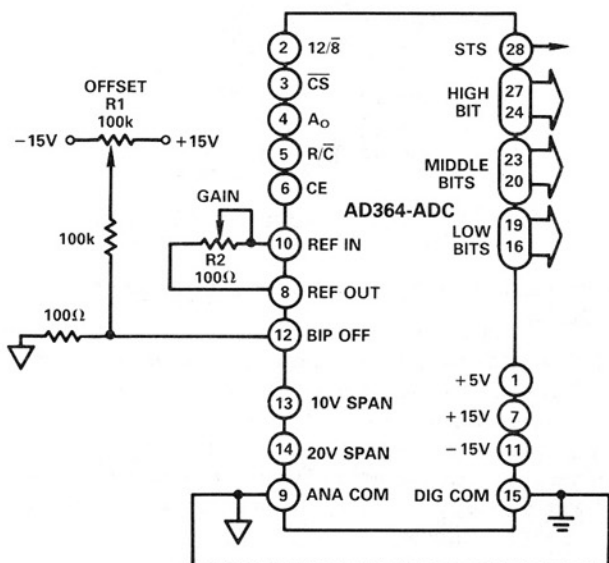 OFFSET
R1
100k
−15V
+15V
100k
GAIN
R2
100Ω
100Ω
2 12/8̅
3 C̅S̅
4 A₀
5 R/C̅
6 CE
10 REF IN
8 REF OUT
12 BIP OFF
13 10V SPAN
14 20V SPAN
9 ANA COM
AD364-ADC
STS 28
HIGH BIT 27 24
MIDDLE BITS 23 20
LOW BITS 19 16
+5V 1
+15V 7
−15V 11
DIG COM 15